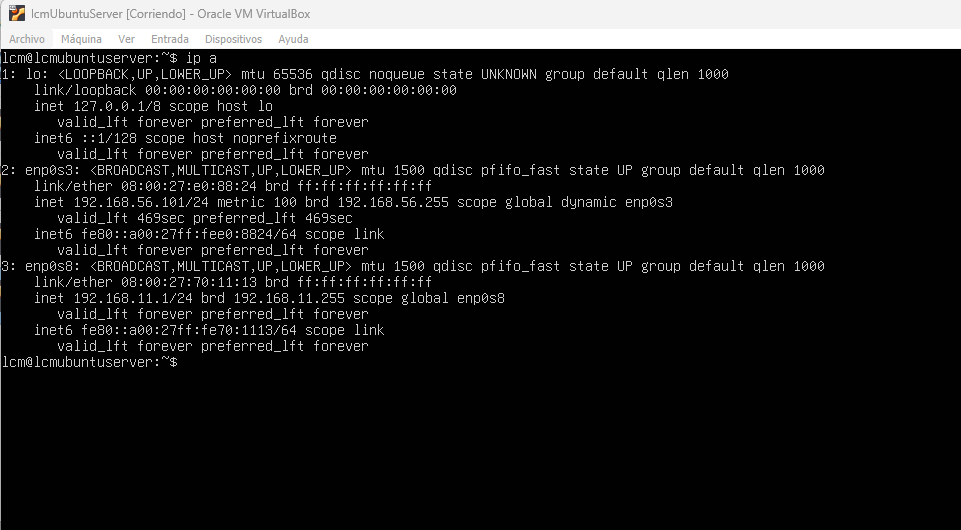 lcmUbuntuServer [Corriendo] - Oracle VM VirtualBox
Archivo Máquina Ver Entrada Dispositivos Ayuda
lcm@lcmubuntuserver:~$ ip a
1: lo: <LOOPBACK,UP,LOWER_UP> mtu 65536 qdisc noqueue state UNKNOWN group default qlen 1000
    link/loopback 00:00:00:00:00:00 brd 00:00:00:00:00:00
    inet 127.0.0.1/8 scope host lo
       valid_lft forever preferred_lft forever
    inet6 ::1/128 scope host noprefixroute
       valid_lft forever preferred_lft forever
2: enp0s3: <BROADCAST,MULTICAST,UP,LOWER_UP> mtu 1500 qdisc pfifo_fast state UP group default qlen 1000
    link/ether 08:00:27:e0:88:24 brd ff:ff:ff:ff:ff:ff
    inet 192.168.56.101/24 metric 100 brd 192.168.56.255 scope global dynamic enp0s3
       valid_lft 469sec preferred_lft 469sec
    inet6 fe80::a00:27ff:fee0:8824/64 scope link
       valid_lft forever preferred_lft forever
3: enp0s8: <BROADCAST,MULTICAST,UP,LOWER_UP> mtu 1500 qdisc pfifo_fast state UP group default qlen 1000
    link/ether 08:00:27:70:11:13 brd ff:ff:ff:ff:ff:ff
    inet 192.168.11.1/24 brd 192.168.11.255 scope global enp0s8
       valid_lft forever preferred_lft forever
    inet6 fe80::a00:27ff:fe70:1113/64 scope link
       valid_lft forever preferred_lft forever
lcm@lcmubuntuserver:~$